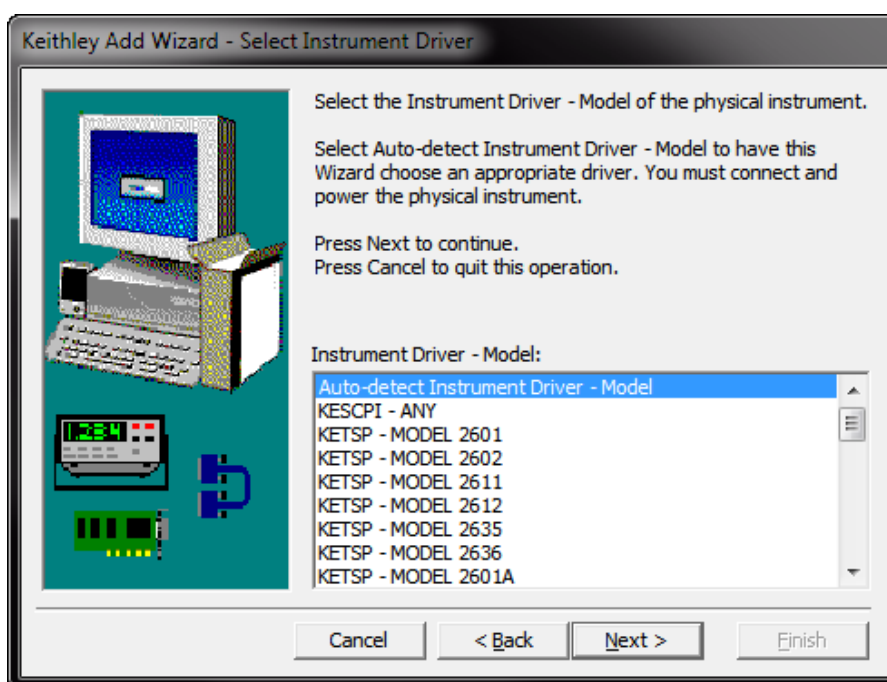 Keithley Add Wizard - Select Instrument Driver
Select the Instrument Driver - Model of the physical instrument.
Select Auto-detect Instrument Driver - Model to have this
Wizard choose an appropriate driver. You must connect and
power the physical instrument.
Press Next to continue.
Press Cancel to quit this operation.
Instrument Driver - Model:
Auto-detect Instrument Driver - Model
KESCPI - ANY
KETSP - MODEL 2601
KETSP - MODEL 2602
KETSP - MODEL 2611
KETSP - MODEL 2612
KETSP - MODEL 2635
KETSP - MODEL 2636
KETSP - MODEL 2601A
1.234
Cancel
< Back
Next >
Finish